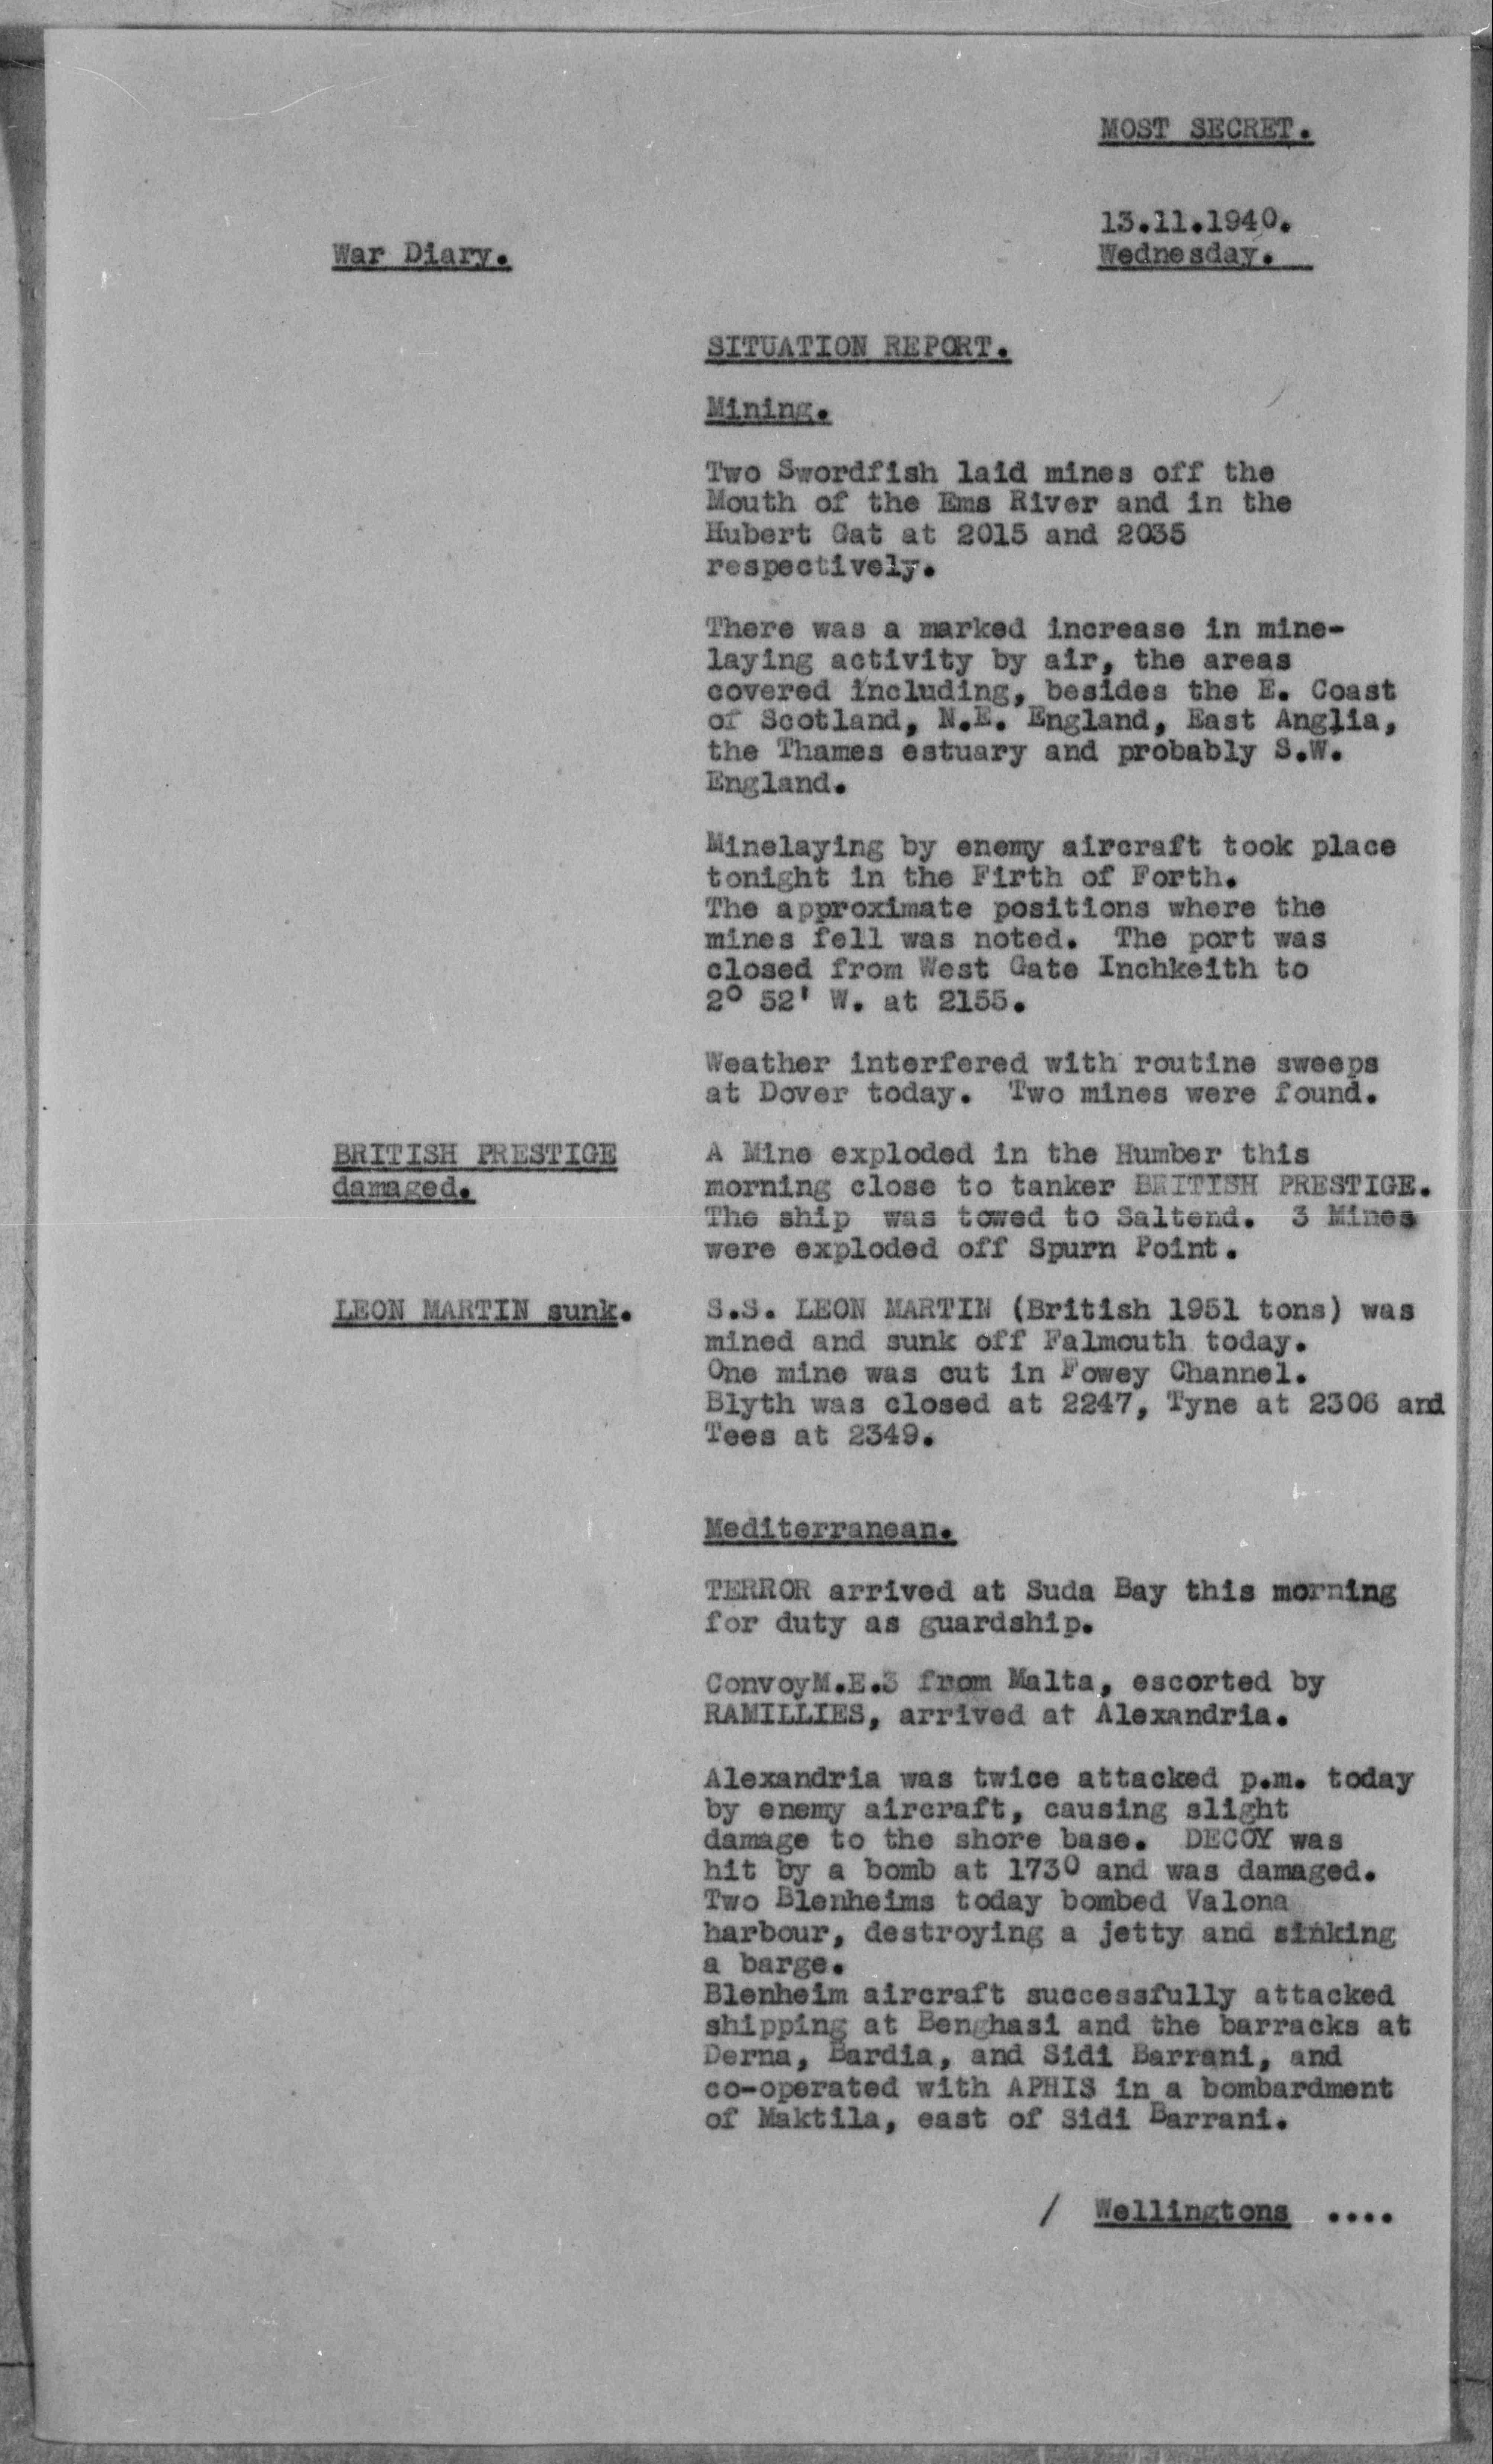 MOST SECRET.
13.11.1940.
War Diary.
Wednesday.
SITUATION REPORT.
Mining.
Two Swordfish laid mines off the
Mouth of the Ems River and in the
Hubert Gat at 2015 and 2035
respectively.
There was a marked increase in mine-
laying activity by air, the areas
covered including, besides the E. Coast
of Scotland, N.E. England, East Anglia,
the Thames estuary and probably S.W.
England.
Minelaying by enemy aircraft took place
tonight in the Firth of Forth.
The approximate positions where the
mines fell was noted. The port was
closed from West Gate Inchkeith to
2° 52' W. at 2155.
Weather interfered with routine sweeps
at Dover today. Two mines were found.
BRITISH PRESTIGE
damaged.
A Mine exploded in the Humber this
morning close to tanker BRITISH PRESTIGE.
The ship was towed to Saltend. 3 Mines
were exploded off Spurn Point.
LEON MARTIN sunk.
S.S. LEON MARTIN (British 1951 tons) was
mined and sunk off Falmouth today.
One mine was cut in Fowey Channel.
Blyth was closed at 2247, Tyne at 2306 and
Tees at 2349.
Mediterranean.
TERROR arrived at Suda Bay this morning
for duty as guardship.
ConvoyM.E.3 from Malta, escorted by
RAMILLIES, arrived at Alexandria.
Alexandria was twice attacked p.m. today
by enemy aircraft, causing slight
damage to the shore base. DECOY was
hit by a bomb at 1730 and was damaged.
Two Blenheims today bombed Valona
harbour, destroying a jetty and sinking
a barge.
Blenheim aircraft successfully attacked
shipping at Benghasi and the barracks at
Derna, Bardia, and Sidi Barrani, and
co-operated with APHIS in a bombardment
of Maktila, east of Sidi Barrani.
/ Wellingtons ....